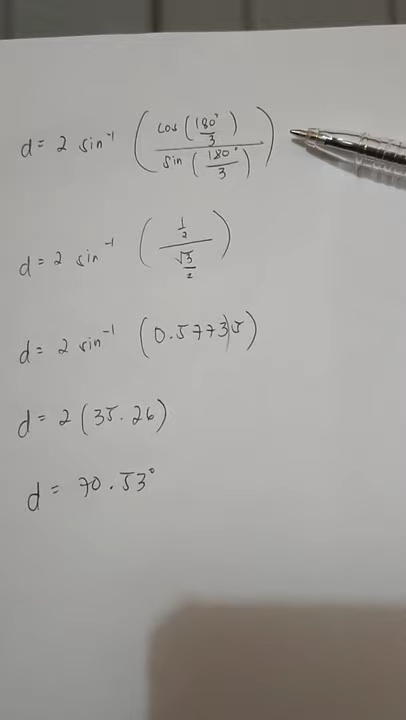 d = 2 sin⁻¹ (cos(180°/3) / sin(180°/3))
d = 2 sin⁻¹ ((1/2) / (√3/2))
d = 2 sin⁻¹ (0.57735)
d = 2 (35.26)
d = 70.53°